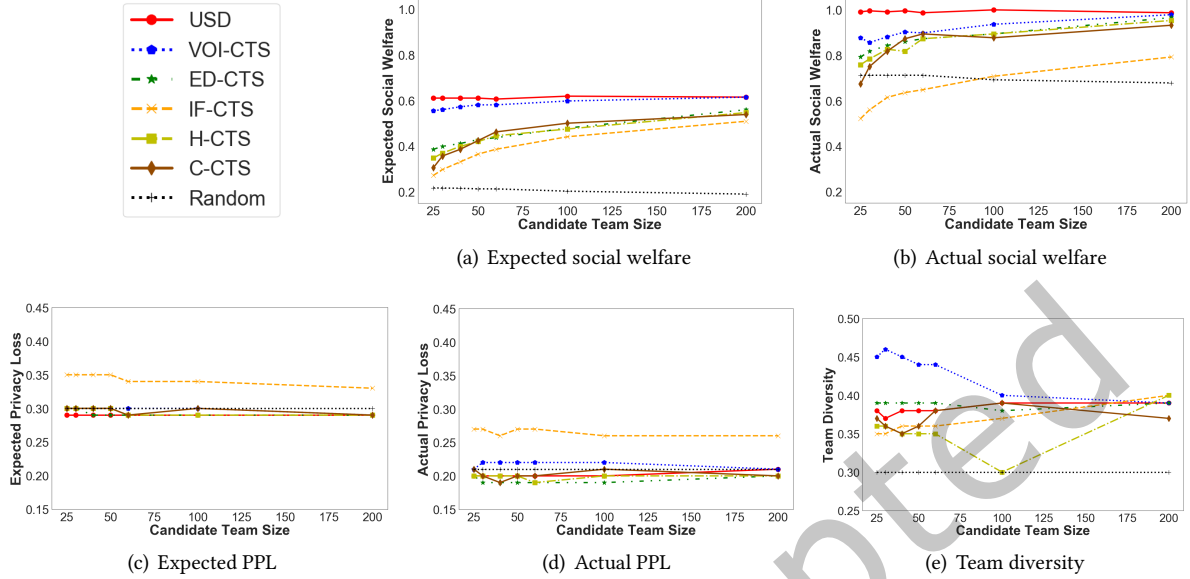 USD
VOI-CTS
ED-CTS
IF-CTS
H-CTS
C-CTS
Random
Expected Social Welfare
1.0
0.8
0.6
0.4
0.2
25 50 75 100 125 150 175 200
Candidate Team Size
(a) Expected social welfare
Actual Social Welfare
1.0
0.8
0.6
0.4
0.2
25 50 75 100 125 150 175 200
Candidate Team Size
(b) Actual social welfare
Expected Privacy Loss
0.45
0.40
0.35
0.30
0.25
0.20
0.15
25 50 75 100 125 150 175 200
Candidate Team Size
(c) Expected PPL
Actual Privacy Loss
0.45
0.40
0.35
0.30
0.25
0.20
0.15
25 50 75 100 125 150 175 200
Candidate Team Size
(d) Actual PPL
Team Diversity
0.50
0.45
0.40
0.35
0.30
0.25
25 50 75 100 125 150 175 200
Candidate Team Size
(e) Team diversity
pted